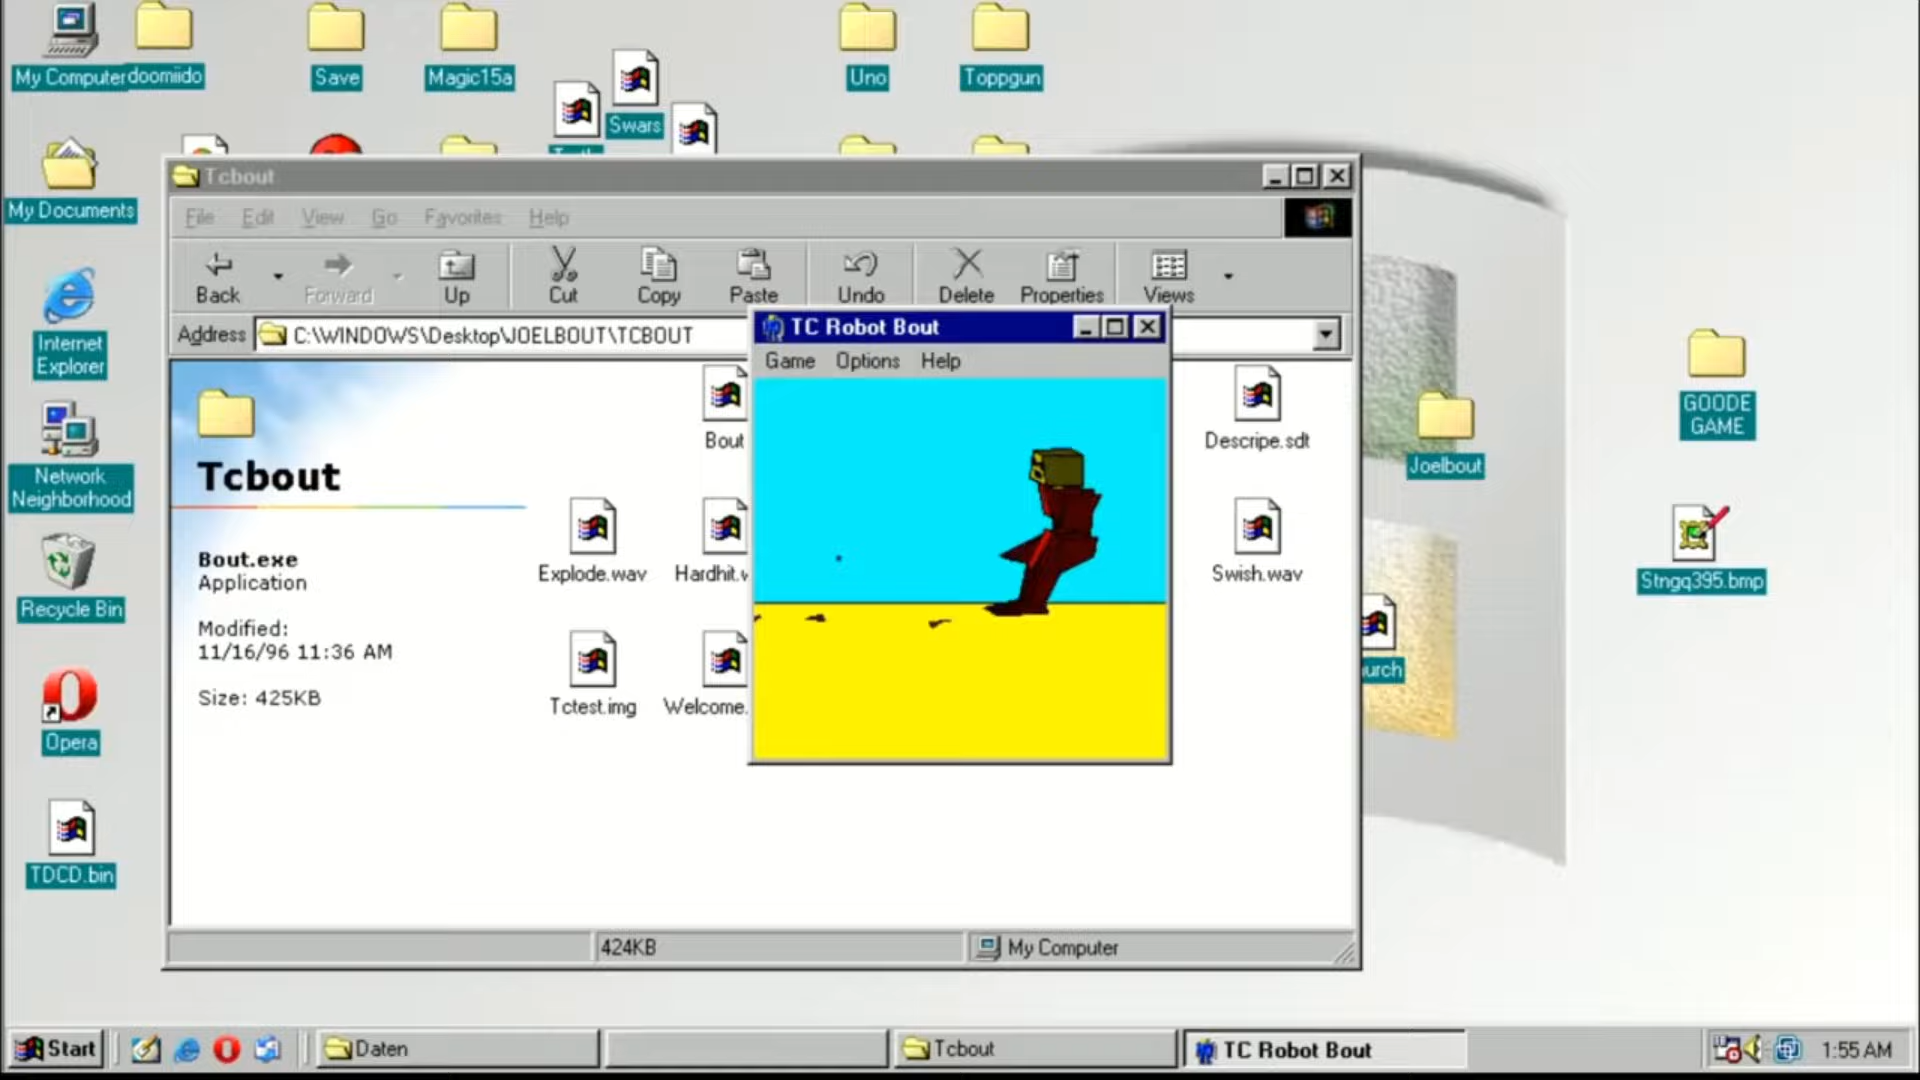 My Computer
doomiido
Save
Magic15a
Swars
Uno
Toppgun
My Documents
Internet
Explorer
Network
Neighborhood
Recycle Bin
Opera
TDCD.bin
Tcbout
File Edit View Go Favorites Help
Back Forward Up Cut Copy Paste Undo Delete Properties Views
Address C:\WINDOWS\Desktop\JOELBOUT\TCBOUT
Tcbout
Bout.exe
Application
Modified:
11/16/96 11:36 AM
Size: 425KB
Bout
Descripe.sdt
Explode.wav
Hardhit.
Swish.wav
Tctest.img
Welcome.
424KB
My Computer
TC Robot Bout
Game Options Help
Joelbout
GOODE
GAME
Stngq395.bmp
urch
Start
Daten
Tcbout
TC Robot Bout
1:55 AM